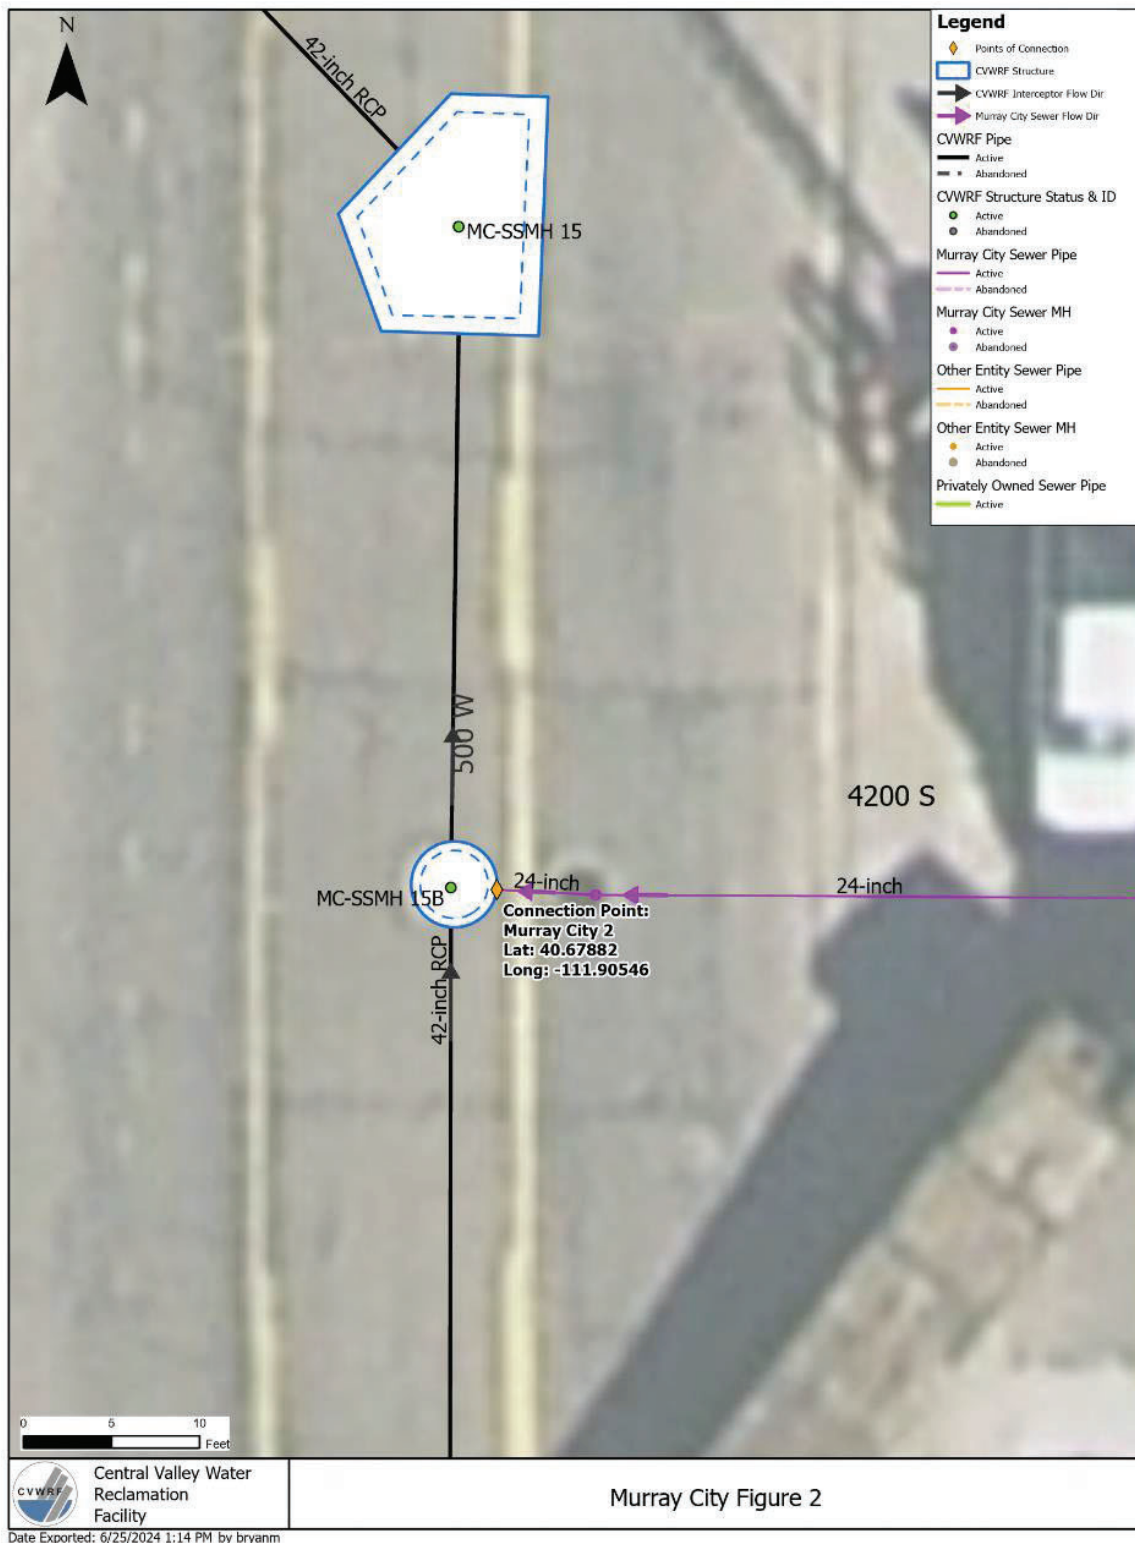 N
42-inch RCP
MC-SSMH 15
500 W
4200 S
MC-SSMH 15B
24-inch
24-inch
Connection Point:
Murray City 2
Lat: 40.67882
Long: -111.90546
42-inch RCP
Legend
Points of Connection
CVWRF Structure
CVWRF Interceptor Flow Dir
Murray City Sewer Flow Dir
CVWRF Pipe
Active
Abandoned
CVWRF Structure Status & ID
Active
Abandoned
Murray City Sewer Pipe
Active
Abandoned
Murray City Sewer MH
Active
Abandoned
Other Entity Sewer Pipe
Active
Abandoned
Other Entity Sewer MH
Active
Abandoned
Privately Owned Sewer Pipe
Active
0 5 10
Feet
CVWRF
Central Valley Water
Reclamation
Facility
Murray City Figure 2
Date Exported: 6/25/2024 1:14 PM by bryanm